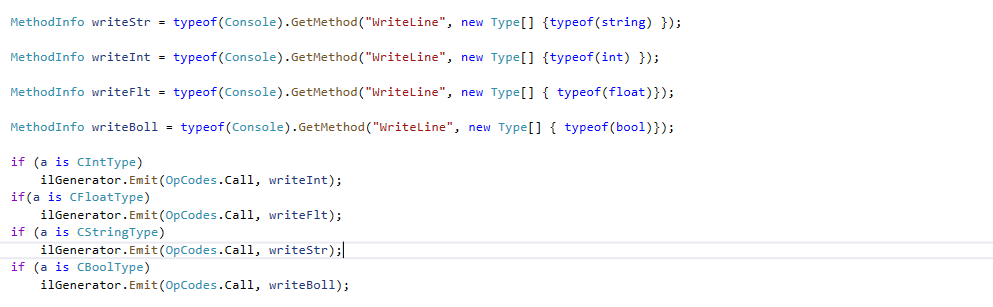 MethodInfo writeStr = typeof(Console).GetMethod("WriteLine", new Type[] {typeof(string) });
MethodInfo writeInt = typeof(Console).GetMethod("WriteLine", new Type[] {typeof(int) });
MethodInfo writeFlt = typeof(Console).GetMethod("WriteLine", new Type[] { typeof(float)});
MethodInfo writeBoll = typeof(Console).GetMethod("WriteLine", new Type[] { typeof(bool)});
if (a is CIntType)
    ilGenerator.Emit(OpCodes.Call, writeInt);
if(a is CFloatType)
    ilGenerator.Emit(OpCodes.Call, writeFlt);
if (a is CStringType)
    ilGenerator.Emit(OpCodes.Call, writeStr);
if (a is CBoolType)
    ilGenerator.Emit(OpCodes.Call, writeBoll);